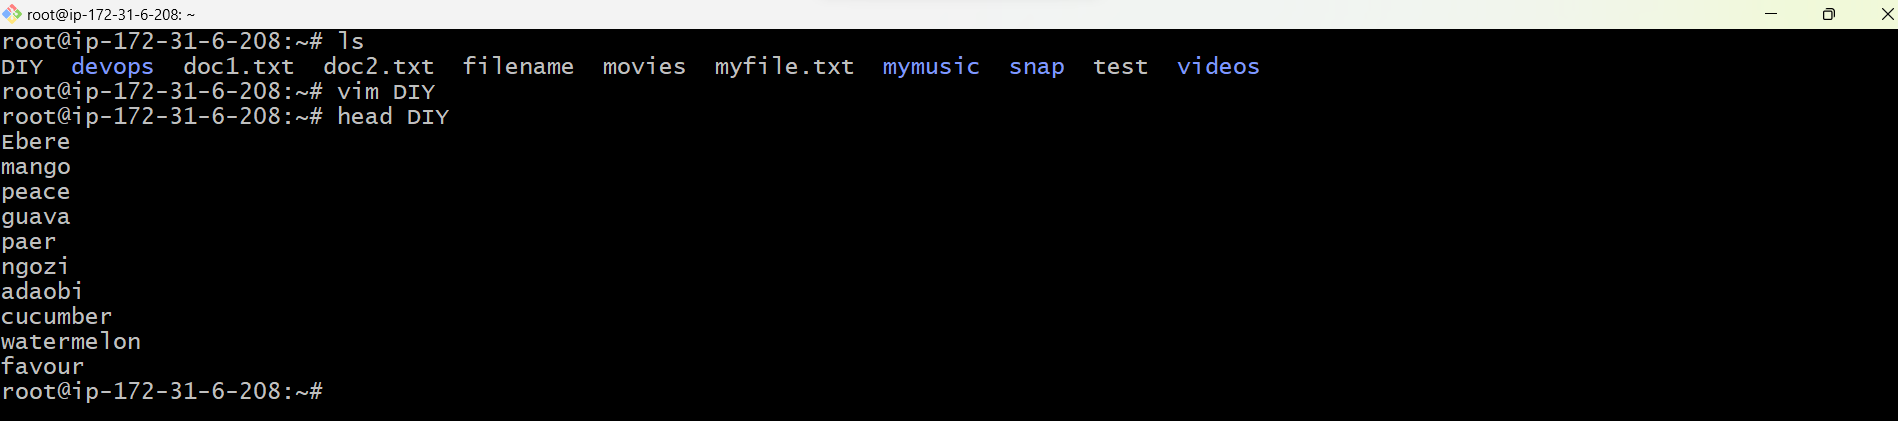 root@ip-172-31-6-208: ~
root@ip-172-31-6-208:~# ls
DIY  devops  doc1.txt  doc2.txt  filename  movies  myfile.txt  mymusic  snap  test  videos
root@ip-172-31-6-208:~# vim DIY
root@ip-172-31-6-208:~# head DIY
Ebere
mango
peace
guava
paer
ngozi
adaobi
cucumber
watermelon
favour
root@ip-172-31-6-208:~#